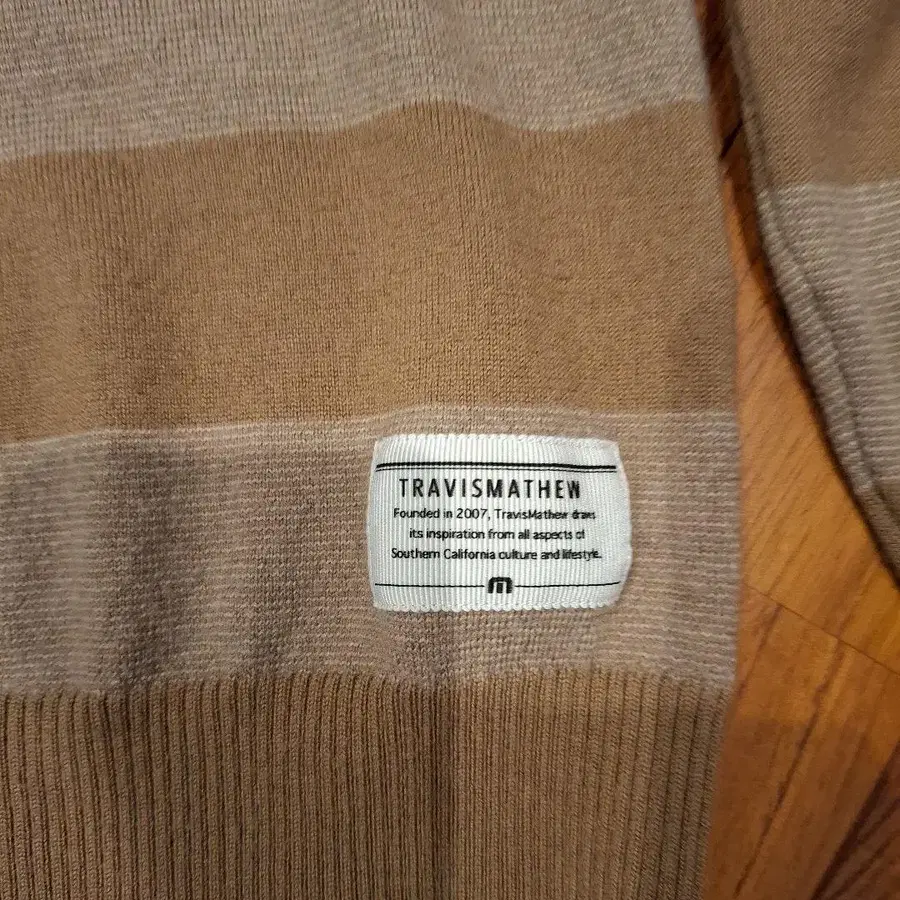 TRAVISMATHEW
Founded in 2007, TravisMathew draws
its inspiration from all aspects of
Southern California culture and lifestyle.